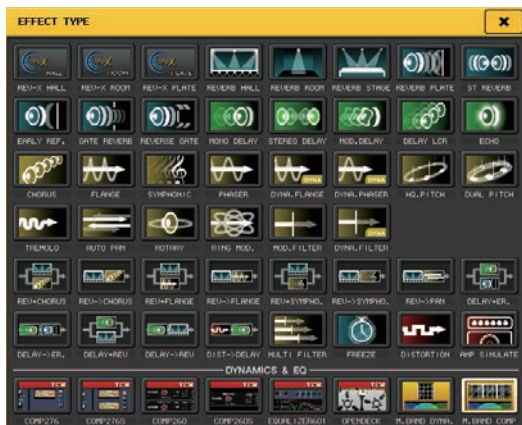 EFFECT TYPE
REV-X HALL REV-X ROOM REV-X PLATE REVERB HALL REVERB ROOM REVERB STAGE REVERB PLATE ST REVERB
EARLY REF. GATE REVERB REVERSE GATE MONO DELAY STEREO DELAY MOD.DELAY DELAY LCR ECHO
CHORUS FLANGE SYMPHONIC PHASER DYNA.FLANGE DYNA.PHASER HQ.PITCH DUAL PITCH
TREMOLO AUTO PAN ROTARY RING MOD. MOD.FILTER DYNA.FILTER
REV+CHORUS REV->CHORUS REV+FLANGE REV->FLANGE REV+SYMPHO. REV->SYMPHO. REV->PAN DELAY+ER.
DELAY->ER. DELAY+REV DELAY->REV DIST->DELAY MULTI FILTER FREEZE DISTORTION AMP SIMULATE
DYNAMICS & EQ
COMP276 COMP276S COMP260 COMP260S EQUALIZER601 OPENDECK M.BAND DYNA. M.BAND COMP